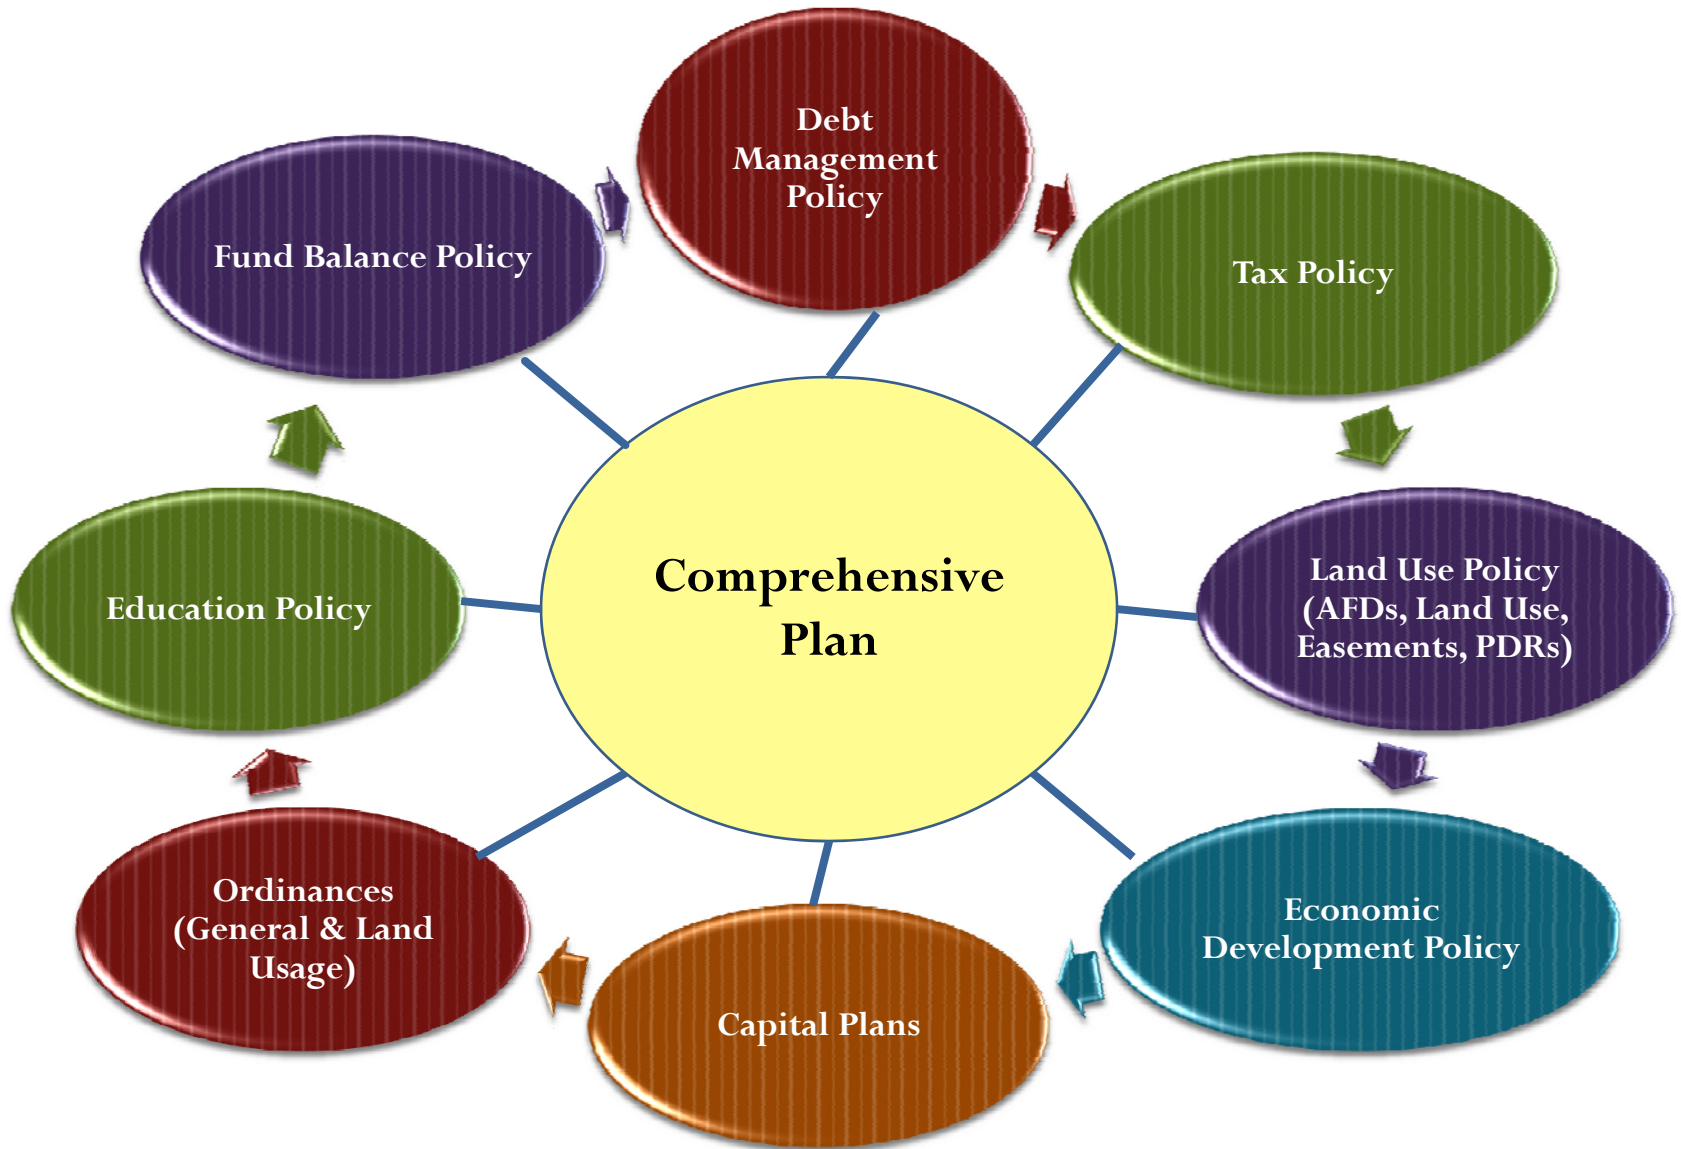 Debt
Management
Policy
Fund Balance Policy
Tax Policy
Comprehensive
Plan
Land Use Policy
(AFDs, Land Use,
Easements, PDRs)
Education Policy
Ordinances
(General & Land
Usage)
Economic
Development Policy
Capital Plans